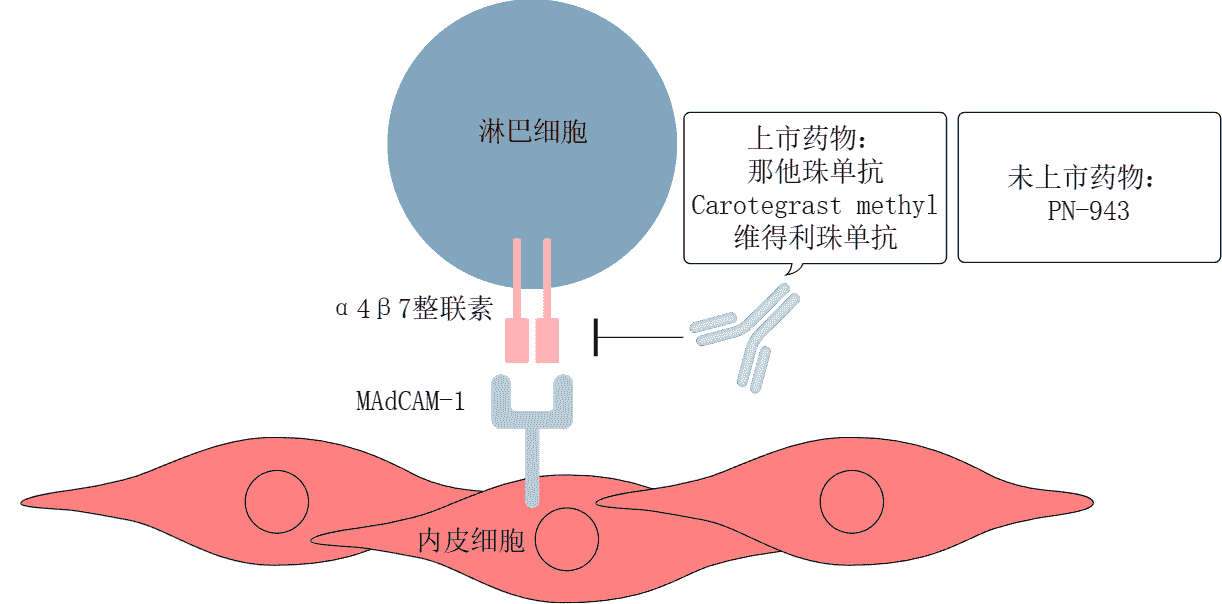 淋巴细胞
上市药物:
那他珠单抗
Carotegrast methyl
维得利珠单抗
未上市药物:
PN-943
α4β7整联素
MAdCAM-1
内皮细胞